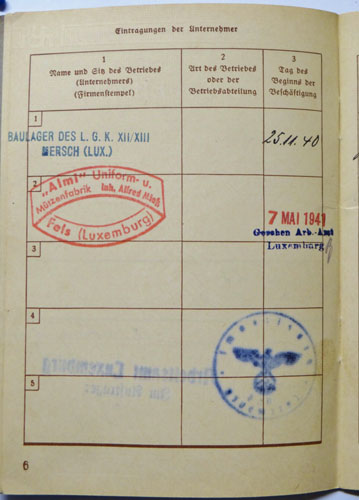 Eintragungen der Unternehmer
1
Name und Sitz des Betriebes
(Unternehmers)
(Firmenstempel)
2
Art des Betriebes
oder der
Betriebsabteilung
3
Tag des
Beginns der
Beschäftigung
1
BAULAGER DES L. G. K. XII/XIII
MERSCH (LUX.)
25.11.40
2
"Almi" Uniform- u.
Mützenfabrik Inh. Alfred
Fels (Luxemburg)
7 MAI 1941
Gesehen Arb.-Amt
Luxemburg
3
4
Arbeitsamt Luxemburg
5
6